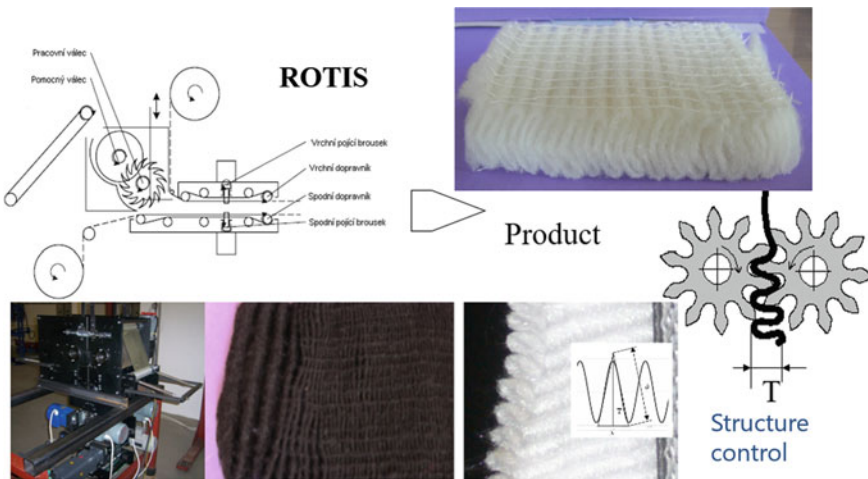 Pracovní válec
Pomocný válec
ROTIS
Vrchní pojící brousek
Vrchní dopravník
Spodní dopravník
Spodní pojící brousek
Product
T
Structure
control